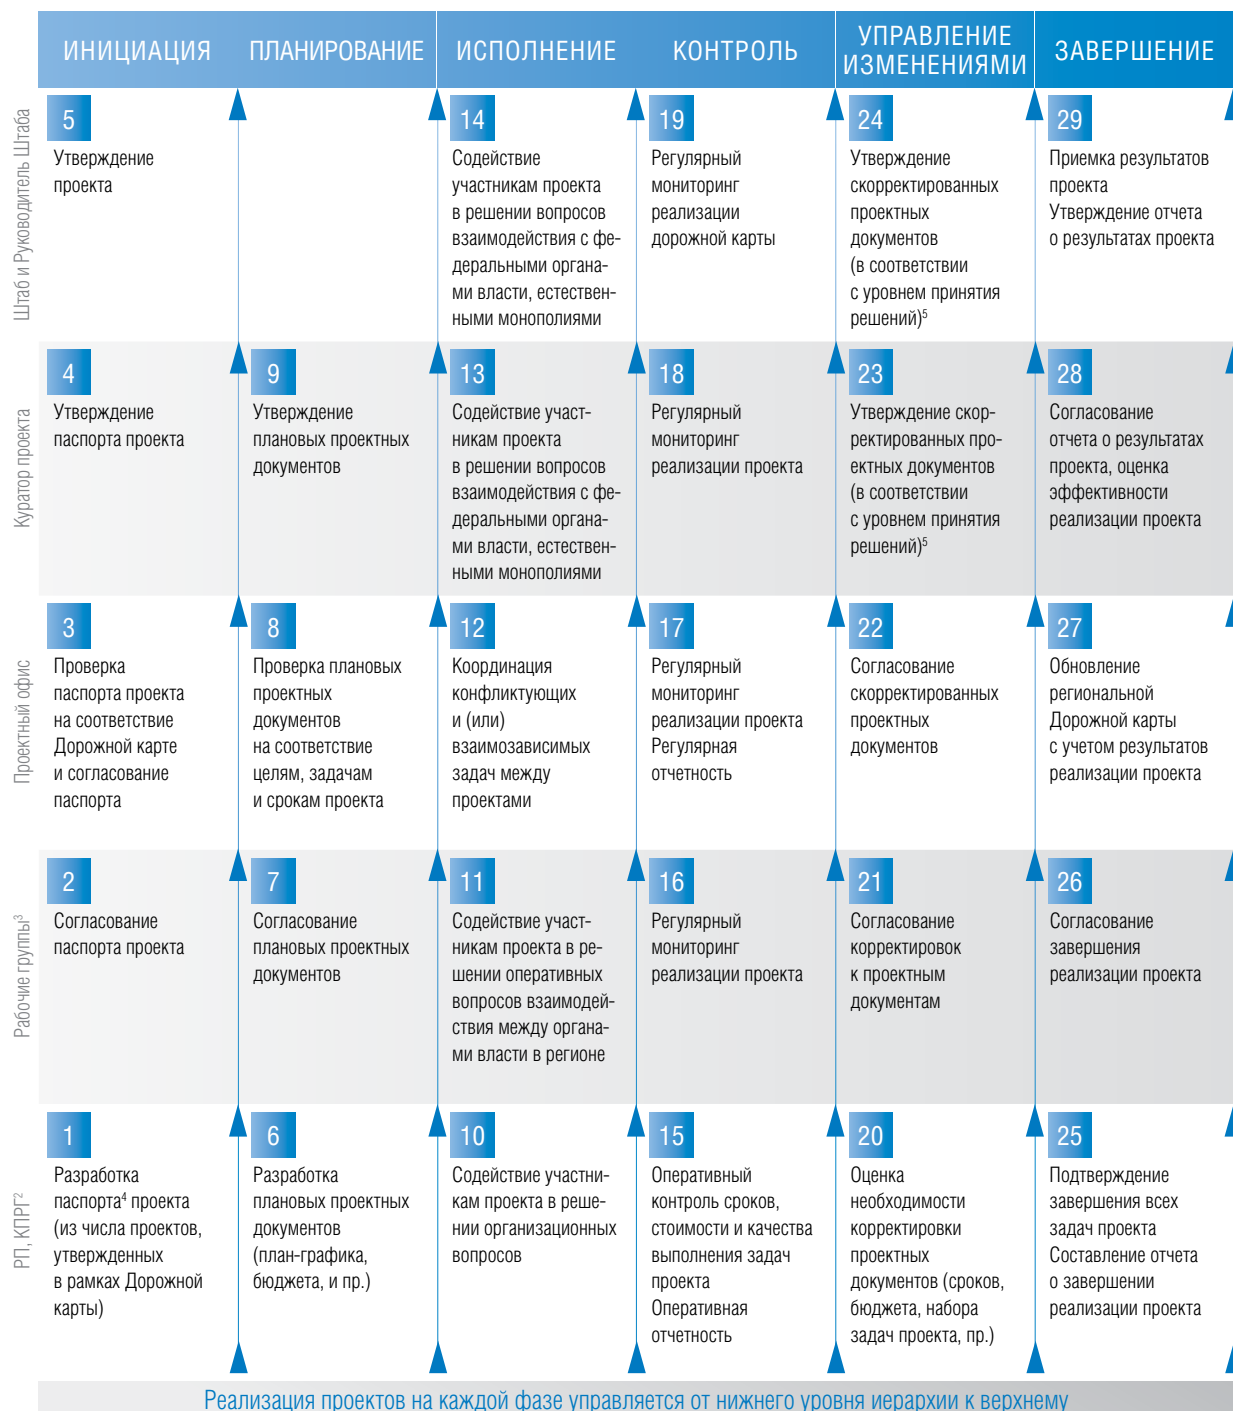 ИНИЦИАЦИЯ
ПЛАНИРОВАНИЕ
ИСПОЛНЕНИЕ
КОНТРОЛЬ
УПРАВЛЕНИЕ
ИЗМЕНЕНИЯМИ
ЗАВЕРШЕНИЕ
Штаб и Руководитель Штаба
5
Утверждение
проекта
14
Содействие
участникам проекта
в решении вопросов
взаимодействия с фе-
деральными органа-
ми власти, естествен-
ными монополиями
19
Регулярный
мониторинг
реализации
дорожной карты
24
Утверждение
скорректированных
проектных
документов
(в соответствии
с уровнем принятия
решений)⁵
29
Приемка результатов
проекта
Утверждение отчета
о результатах проекта
Куратор проекта
4
Утверждение
паспорта проекта
9
Утверждение
плановых проектных
документов
13
Содействие участ-
никам проекта
в решении вопросов
взаимодействия с фе-
деральными органа-
ми власти, естествен-
ными монополиями
18
Регулярный
мониторинг
реализации проекта
23
Утверждение скор-
ректированных про-
ектных документов
(в соответствии
с уровнем принятия
решений)⁵
28
Согласование
отчета о результатах
проекта, оценка
эффективности
реализации проекта
Проектный офис
3
Проверка
паспорта проекта
на соответствие
Дорожной карте
и согласование
паспорта
8
Проверка плановых
проектных
документов
на соответствие
целям, задачам
и срокам проекта
12
Координация
конфликтующих
и (или)
взаимозависимых
задач между
проектами
17
Регулярный
мониторинг
реализации проекта
Регулярная
отчетность
22
Согласование
скорректированных
проектных
документов
27
Обновление
региональной
Дорожной карты
с учетом результатов
реализации проекта
Рабочие группы³
2
Согласование
паспорта проекта
7
Согласование
плановых проектных
документов
11
Содействие участ-
никам проекта в ре-
шении оперативных
вопросов взаимодей-
ствия между органа-
ми власти в регионе
16
Регулярный
мониторинг
реализации проекта
21
Согласование
корректировок
к проектным
документам
26
Согласование
завершения
реализации проекта
РП, КПРГ²
1
Разработка
паспорта⁴ проекта
(из числа проектов,
утвержденных
в рамках Дорожной
карты)
6
Разработка
плановых проектных
документов
(план-графика,
бюджета, и пр.)
10
Содействие участни-
кам проекта в реше-
нии организационных
вопросов
15
Оперативный
контроль сроков,
стоимости и качества
выполнения задач
проекта
Оперативная
отчетность
20
Оценка
необходимости
корректировки
проектных
документов (сроков,
бюджета, набора
задач проекта, пр.)
25
Подтверждение
завершения всех
задач проекта
Составление отчета
о завершении
реализации проекта
Реализация проектов на каждой фазе управляется от нижнего уровня иерархии к верхнему